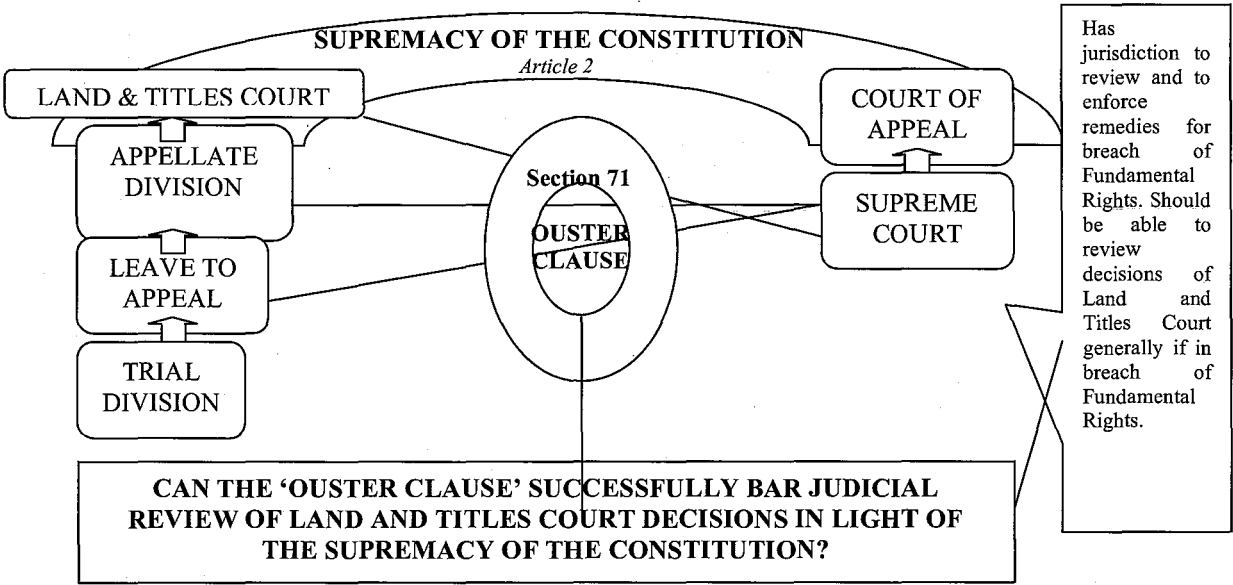 SUPREMACY OF THE CONSTITUTION
Article 2
LAND & TITLES COURT
APPELLATE
DIVISION
LEAVE TO
APPEAL
TRIAL
DIVISION
Section 71
OUSTER
CLAUSE
COURT OF
APPEAL
SUPREME
COURT
Has
jurisdiction to
review and to
enforce
remedies for
breach of
Fundamental
Rights. Should
be able to
review
decisions of
Land and
Titles Court
generally if in
breach of
Fundamental
Rights.
CAN THE ‘OUSTER CLAUSE’ SUCCESSFULLY BAR JUDICIAL
REVIEW OF LAND AND TITLES COURT DECISIONS IN LIGHT OF
THE SUPREMACY OF THE CONSTITUTION?